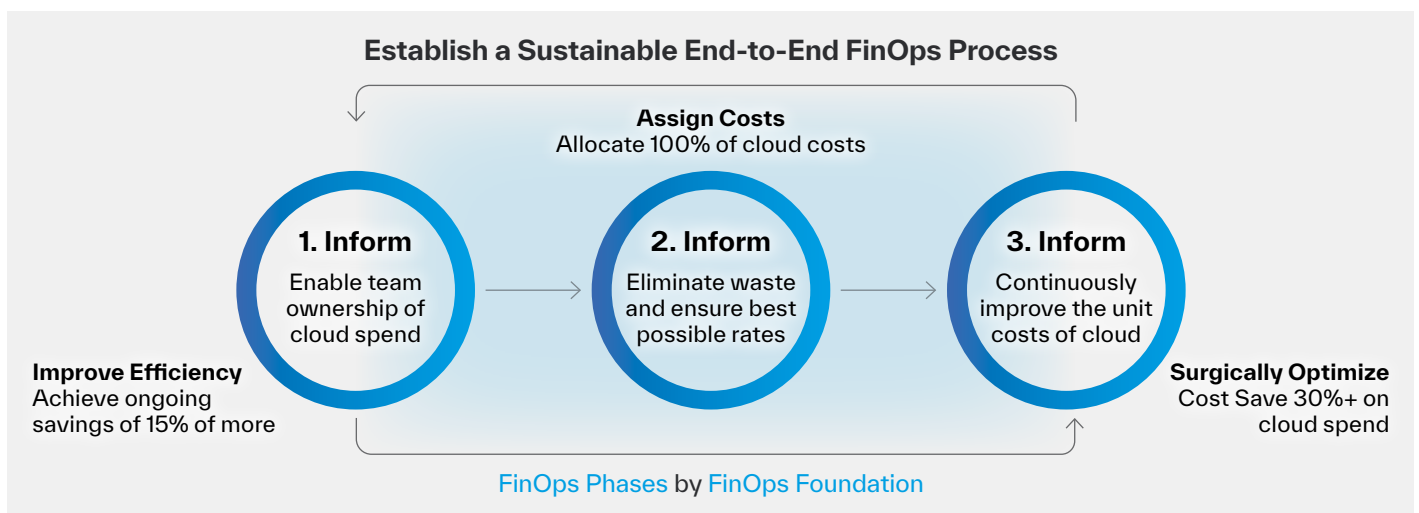 Establish a Sustainable End-to-End FinOps Process
Assign Costs
Allocate 100% of cloud costs
1. Inform
Enable team
ownership of
cloud spend
2. Inform
Eliminate waste
and ensure best
possible rates
3. Inform
Continuously
improve the unit
costs of cloud
Improve Efficiency
Achieve ongoing
savings of 15% of more
Surgically Optimize
Cost Save 30%+ on
cloud spend
FinOps Phases by FinOps Foundation